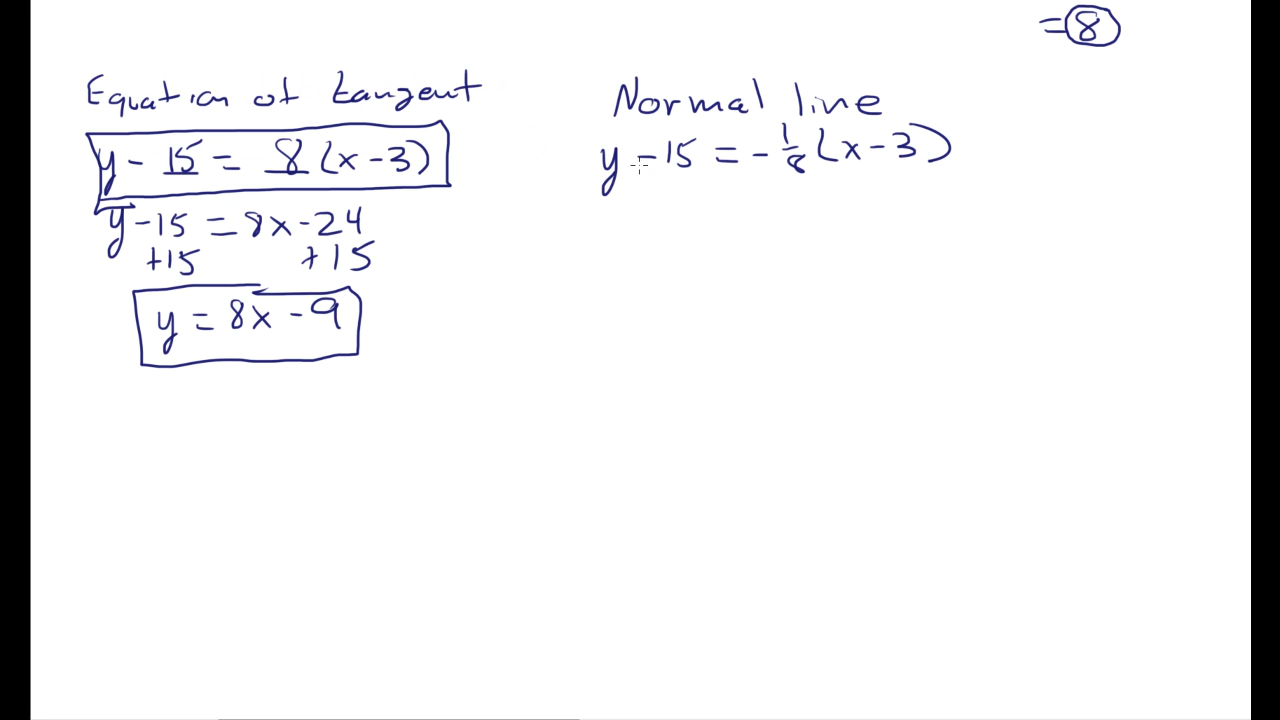 = 8
Equation of tangent
y - 15 = 8 (x - 3)
y - 15 = 8x - 24
+15 +15
y = 8x - 9
Normal line
y - 15 = - 1/8 (x - 3)